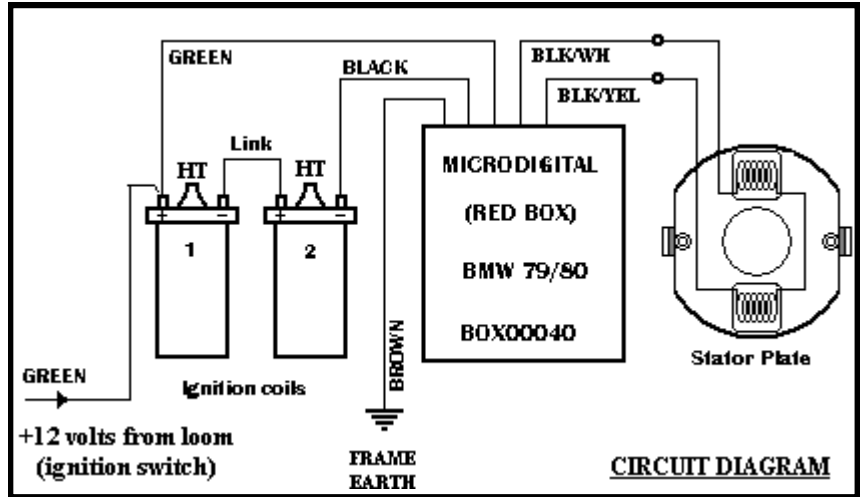 GREEN
BLACK
BLK/WH
BLK/YEL
Link
HT
HT
+ -
+ -
1
2
MICRODIGITAL
(RED BOX)
BMW 79/80
BOX00040
BROWN
Stator Plate
GREEN
Ignition coils
+12 volts from loom
(ignition switch)
FRAME
EARTH
CIRCUIT DIAGRAM